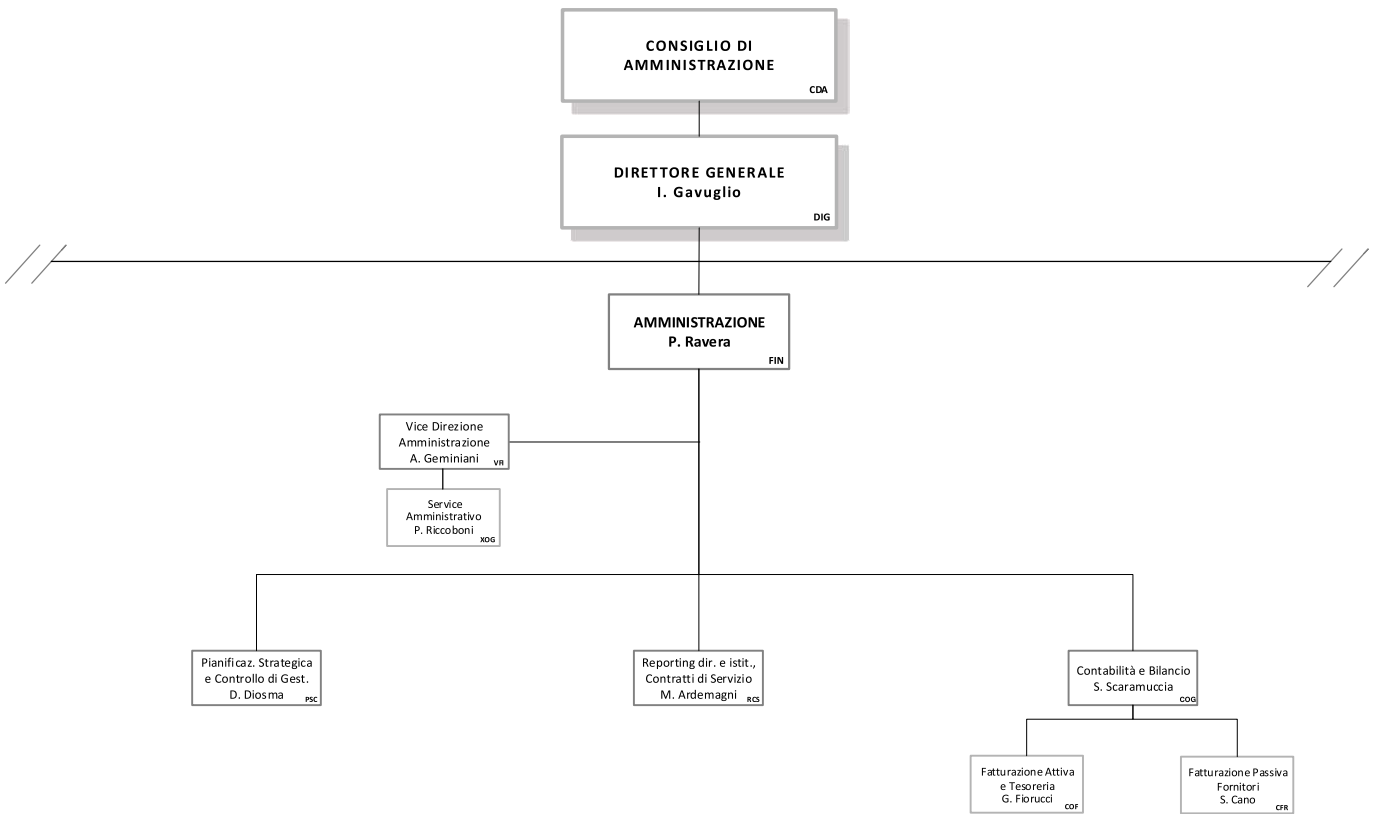 CONSIGLIO DI
AMMINISTRAZIONE
CDA
DIRETTORE GENERALE
I. Gavuglio
DIG
AMMINISTRAZIONE
P. Ravera
FIN
Vice Direzione
Amministrazione
A. Geminiani
VFI
Service
Amministrativo
P. Riccoboni
XOG
Pianificaz. Strategica
e Controllo di Gest.
D. Diosma
PSC
Reporting dir. e istit.,
Contratti di Servizio
M. Ardemagni
RCS
Contabilità e Bilancio
S. Scaramuccia
COG
Fatturazione Attiva
e Tesoreria
G. Fiorucci
COF
Fatturazione Passiva
Fornitori
S. Cano
CFR